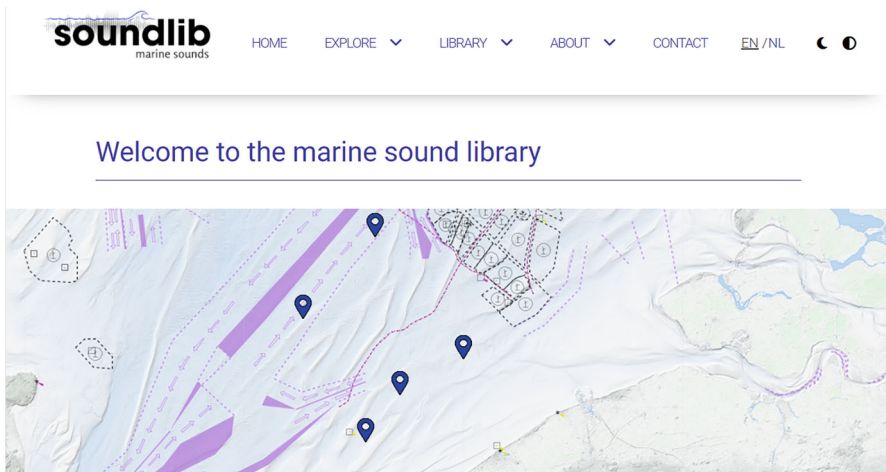 soundlib
marine sounds
HOME EXPLORE LIBRARY ABOUT CONTACT EN / NL
Welcome to the marine sound library